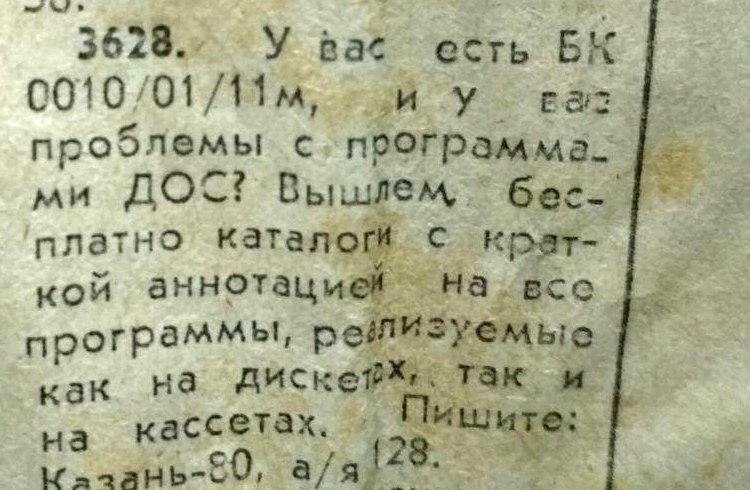 3628. У вас есть БК
0010/01/11м, и у вас
проблемы с программа-
ми ДОС? Вышлем бес-
платно каталоги с крат-
кой аннотацией на все
программы, реализуемые
как на дискетах, так и
на кассетах. Пишите:
Казань-80, а/я 128.